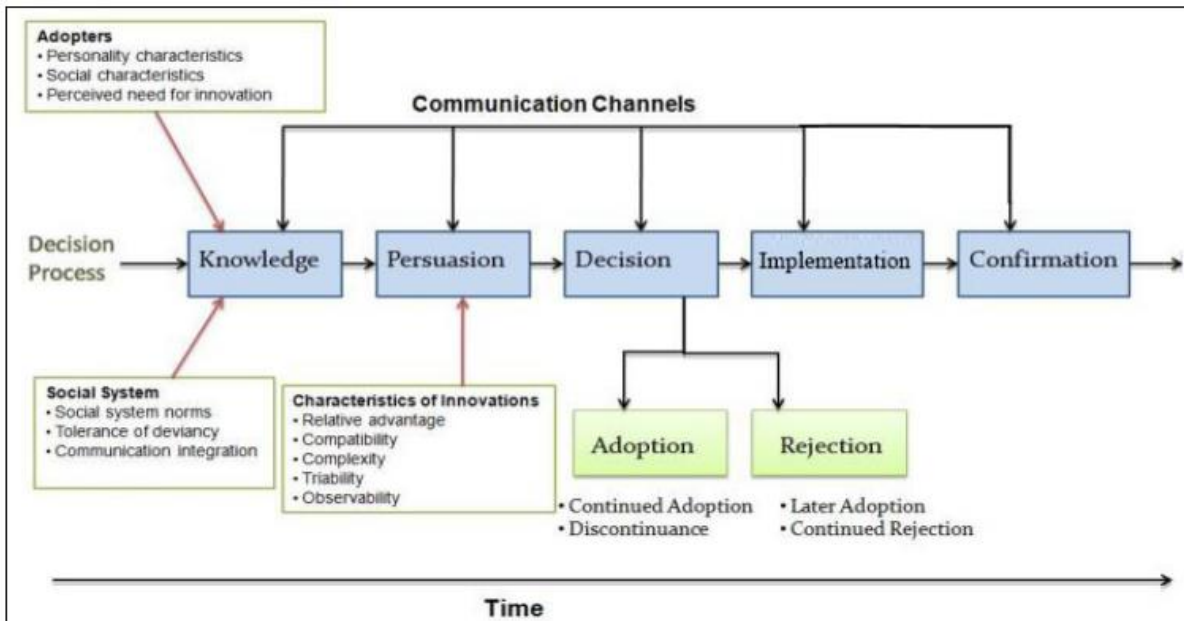 Adopters
• Personality characteristics
• Social characteristics
• Perceived need for innovation
Communication Channels
Decision
Process
Knowledge
Persuasion
Decision
Implementation
Confirmation
Social System
• Social system norms
• Tolerance of deviancy
• Communication integration
Characteristics of Innovations
• Relative advantage
• Compatibility
• Complexity
• Triability
• Observability
Adoption
• Continued Adoption
• Discontinuance
Rejection
• Later Adoption
• Continued Rejection
Time